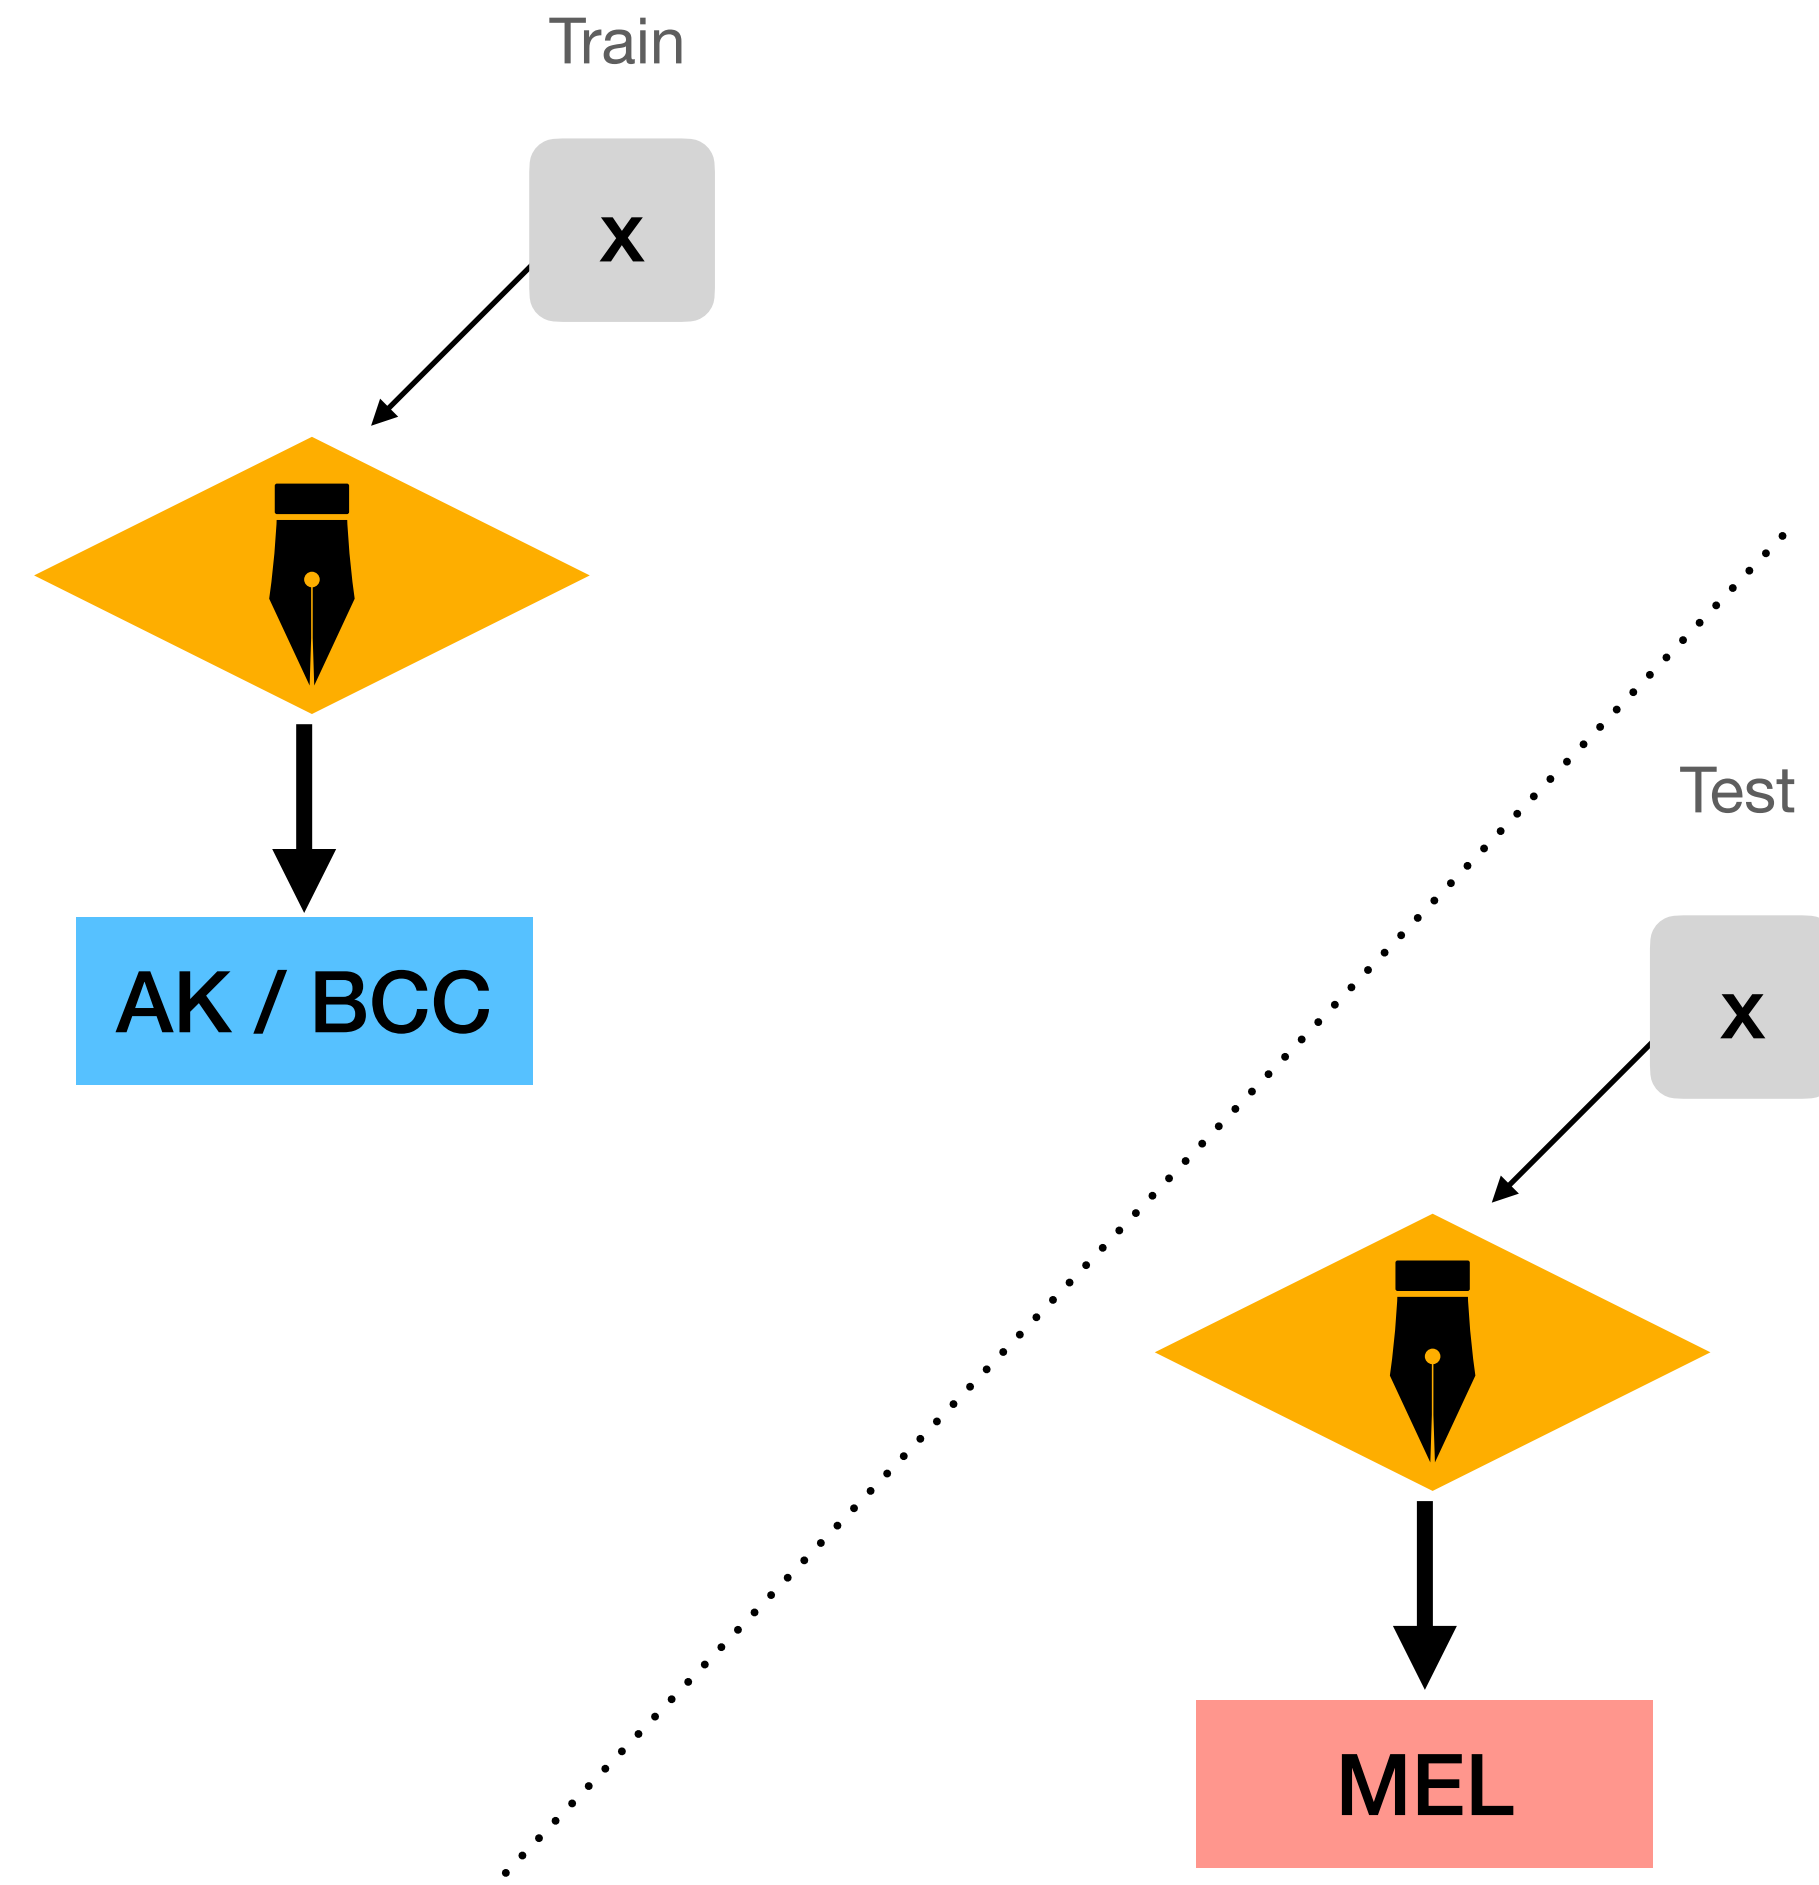 Train
x
AK / BCC
Test
x
MEL